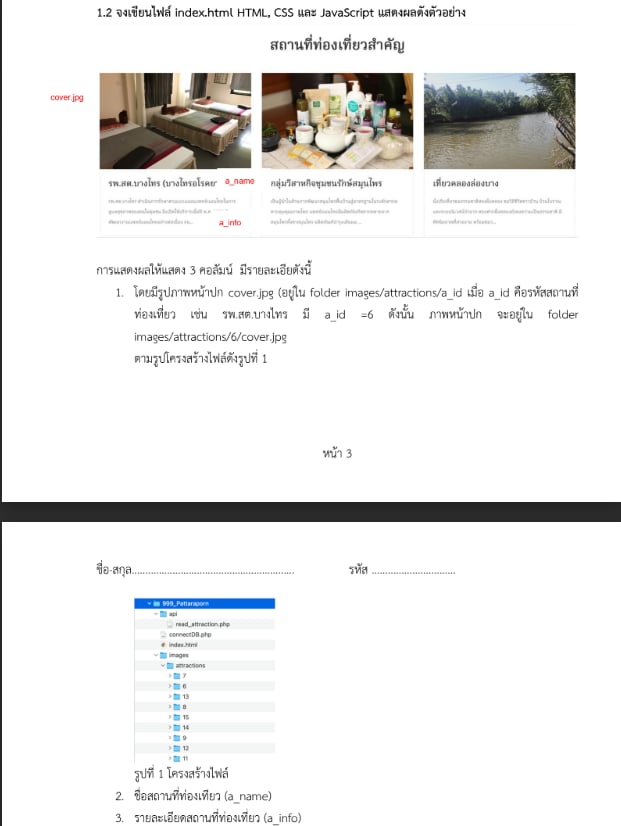 1.2 จงเขียนไฟล์ index.html HTML, CSS และ JavaScript แสดงผลดังตัวอย่าง
สถานที่ท่องเที่ยวสำคัญ
cover.jpg
รพ.สต.บางไทร (บางไทรอโรคย a_name
กลุ่มวิสาหกิจชุมชนรักษ์สมุนไพร
เที่ยวคลองล่องบาง
a_info
การแสดงผลให้แสดง 3 คอลัมน์ มีรายละเอียดังนี้
1. โดยมีรูปภาพหน้าปก cover.jpg (อยู่ใน folder images/attractions/a_id เมื่อ a_id คือรหัสสถานที่
ท่องเที่ยว เช่น รพ.สต.บางไทร มี a_id =6 ดังนั้น ภาพหน้าปก จะอยู่ใน folder
images/attractions/6/cover.jpg
ตามรูปโครงสร้างไฟล์ดังรูปที่ 1
หน้า 3
ชื่อ-สกุล............................................................ รหัส ...............................
999_Pattaraporn
api
read_attraction.php
connectDB.php
index.html
images
attractions
7
6
13
8
15
14
9
12
11
รูปที่ 1 โครงสร้างไฟล์
2. ชื่อสถานที่ท่องเที่ยว (a_name)
3. รายละเอียดสถานที่ท่องเที่ยว (a_info)